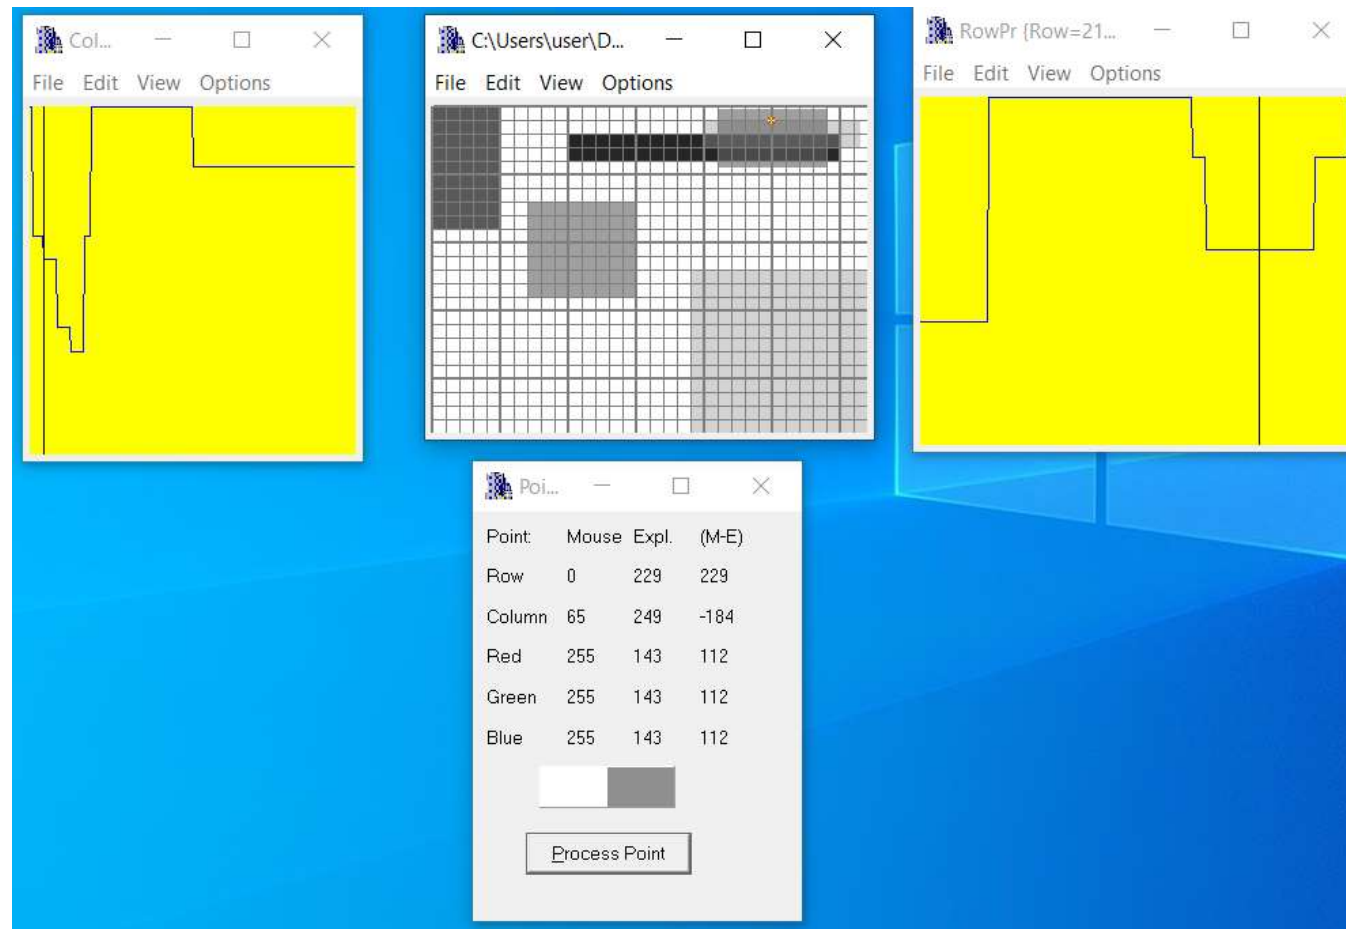 Col...
File Edit View Options
C:\Users\user\D...
File Edit View Options
RowPr {Row=21...
File Edit View Options
Poi...
Point: Mouse Expl. (M-E)
Row 0 229 229
Column 65 249 -184
Red 255 143 112
Green 255 143 112
Blue 255 143 112
Process Point